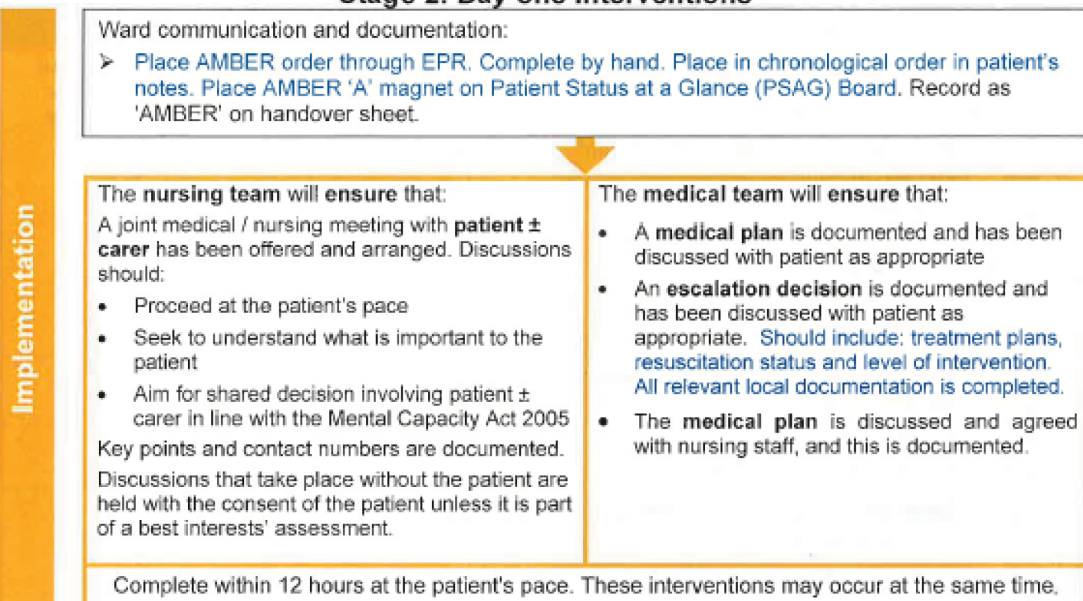 Stage 2: Day one interventions
Implementation
Ward communication and documentation:
➢ Place AMBER order through EPR. Complete by hand. Place in chronological order in patient's
notes. Place AMBER 'A' magnet on Patient Status at a Glance (PSAG) Board. Record as
'AMBER' on handover sheet.
The nursing team will ensure that:
A joint medical / nursing meeting with patient ±
carer has been offered and arranged. Discussions
should:
• Proceed at the patient's pace
• Seek to understand what is important to the
patient
• Aim for shared decision involving patient ±
carer in line with the Mental Capacity Act 2005
Key points and contact numbers are documented.
Discussions that take place without the patient are
held with the consent of the patient unless it is part
of a best interests' assessment.
The medical team will ensure that:
• A medical plan is documented and has been
discussed with patient as appropriate
• An escalation decision is documented and
has been discussed with patient as
appropriate. Should include: treatment plans,
resuscitation status and level of intervention.
All relevant local documentation is completed.
• The medical plan is discussed and agreed
with nursing staff, and this is documented.
Complete within 12 hours at the patient's pace. These interventions may occur at the same time,